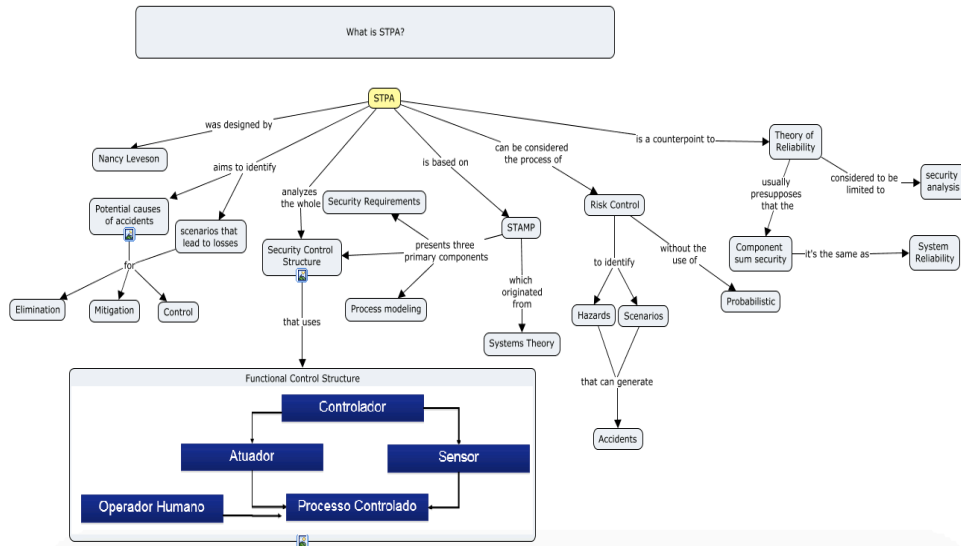 What is STPA?
STPA
was designed by
Nancy Leveson
aims to identify
Potential causes
of accidents
scenarios that
lead to losses
for
Elimination
Mitigation
Control
analyzes
the whole
Security Control
Structure
that uses
is based on
STAMP
presents three
primary components
Security Requirements
Process modeling
which
originated
from
Systems Theory
can be considered
the process of
Risk Control
to identify
Hazards
Scenarios
that can generate
Accidents
without the
use of
Probabilistic
is a counterpoint to
Theory of
Reliability
usually
presupposes
that the
Component
sum security
it's the same as
System
Reliability
considered to be
limited to
security
analysis
Functional Control Structure
Controlador
Atuador
Sensor
Operador Humano
Processo Controlado